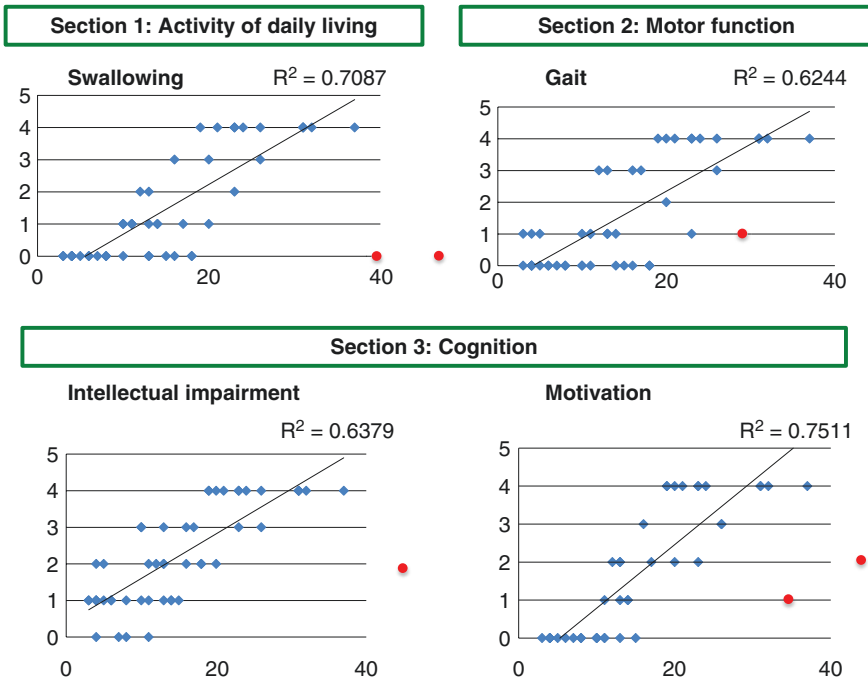 Section 1: Activity of daily living
Section 2: Motor function
Swallowing R² = 0.7087
5
4
3
2
1
0
0 20 40
Gait R² = 0.6244
5
4
3
2
1
0
0 20 40
Section 3: Cognition
Intellectual impairment
R² = 0.6379
5
4
3
2
1
0
0 20 40
Motivation
R² = 0.7511
5
4
3
2
1
0
0 20 40